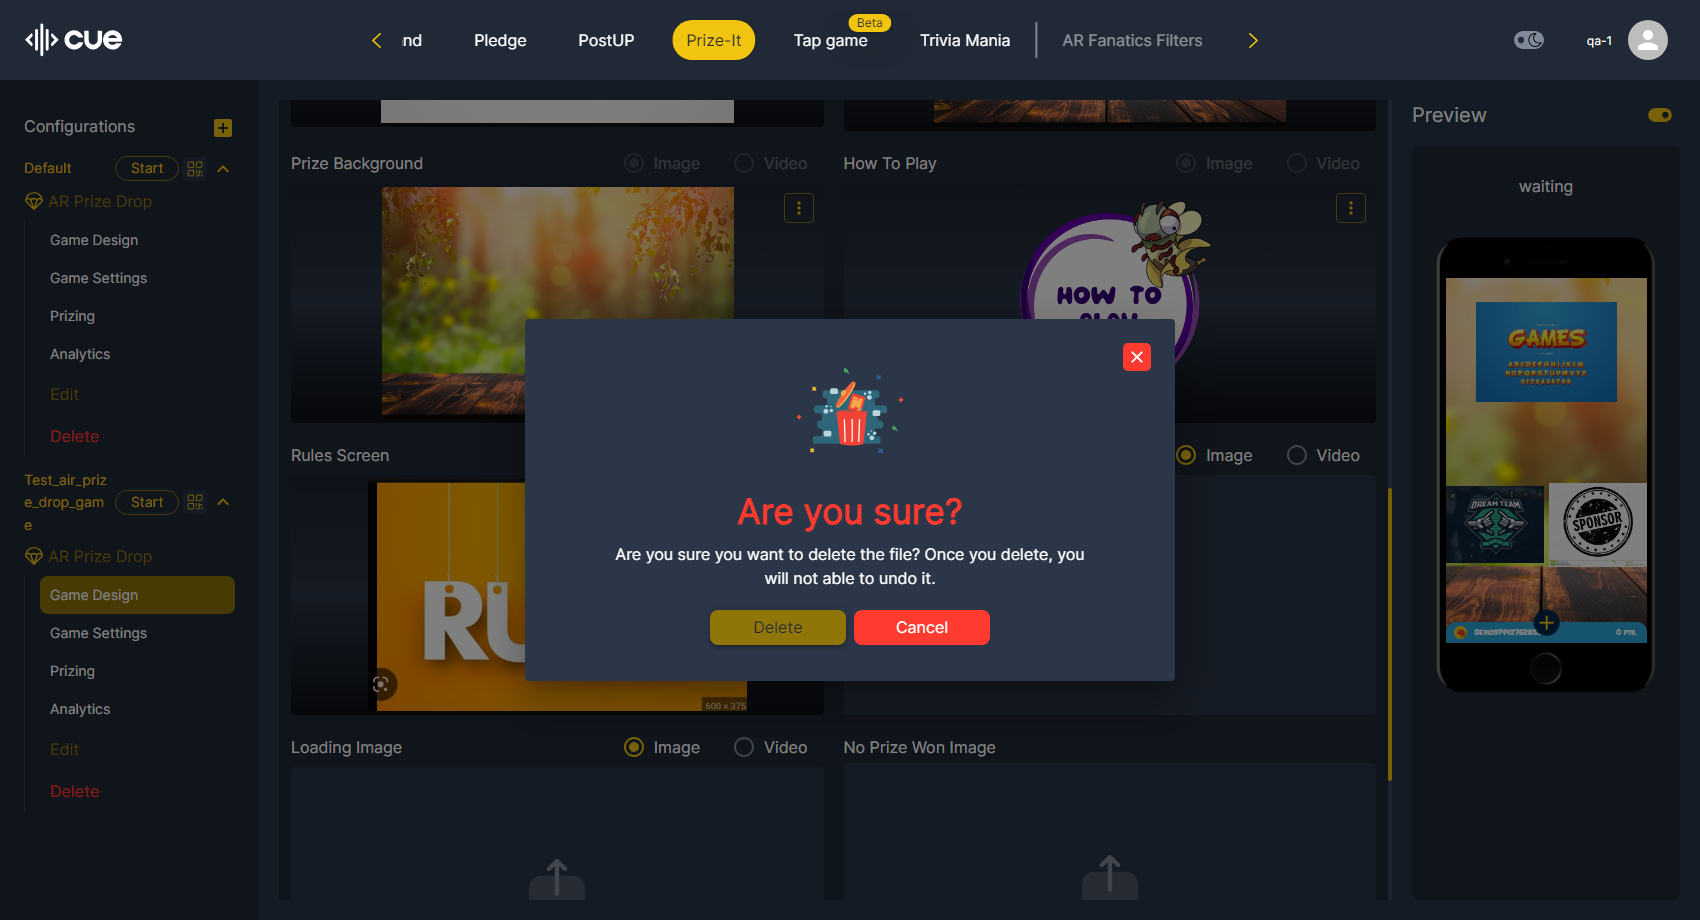 cue
nd
Pledge
PostUP
Prize-It
Tap game
Beta
Trivia Mania
AR Fanatics Filters
qa-1
Configurations
Default
Start
AR Prize Drop
Game Design
Game Settings
Prizing
Analytics
Edit
Delete
Test_air_priz
e_drop_gam
e
Start
AR Prize Drop
Game Design
Game Settings
Prizing
Analytics
Edit
Delete
Prize Background
Image
Video
How To Play
Image
Video
HOW TO
PLAY
Rules Screen
Image
Video
RU
600 × 375
Are you sure?
Are you sure you want to delete the file? Once you delete, you
will not able to undo it.
Delete
Cancel
Loading Image
Image
Video
No Prize Won Image
Preview
waiting
GAMES
ABCDEFGHIJKLM
NOPQRSTUVWXYZ
0123456789
DREAM TEAM
SPONSOR
0 PTS.